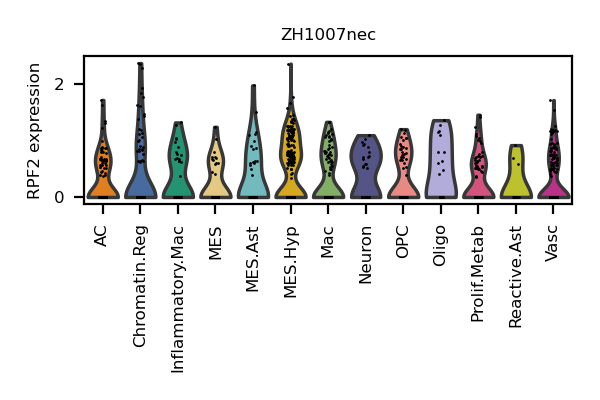 ZH1007nec
RPF2 expression
2
0
AC
Chromatin.Reg
Inflammatory.Mac
MES
MES.Ast
MES.Hyp
Mac
Neuron
OPC
Oligo
Prolif.Metab
Reactive.Ast
Vasc